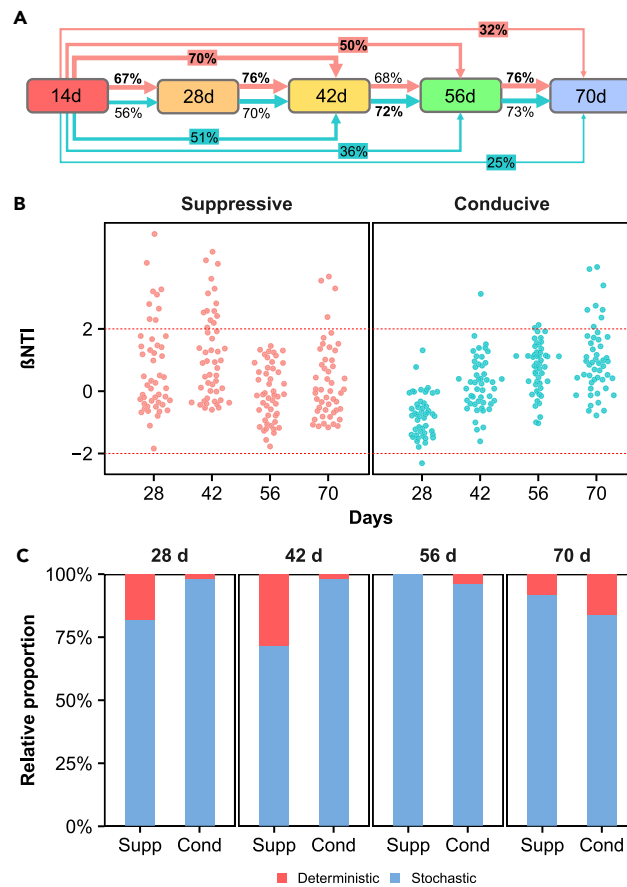 A
32%
50%
70%
67% 76% 68% 76%
14d 28d 42d 56d 70d
56% 70% 72% 73%
51%
36%
25%
B
Suppressive Conducive
ßNTI
2
0
−2
28 42 56 70 28 42 56 70
Days
C
28 d 42 d 56 d 70 d
Relative proportion
100%
75%
50%
25%
0%
Supp Cond Supp Cond Supp Cond Supp Cond
Deterministic Stochastic